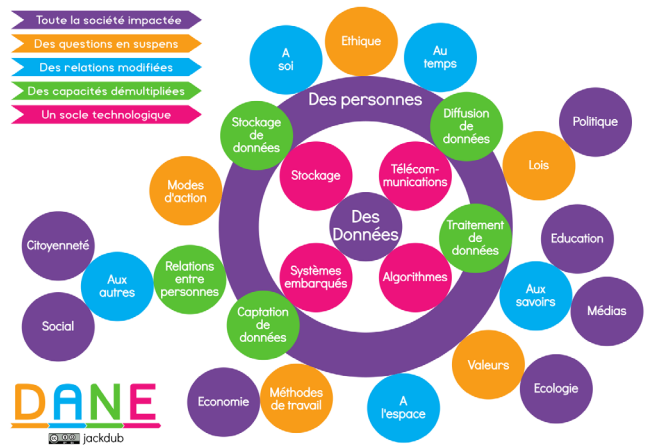 Toute la société impactée
Des questions en suspens
Des relations modifiées
Des capacités démultipliées
Un socle technologique
A
soi
Ethique
Au
temps
Des personnes
Stockage
de
données
Diffusion
de
données
Politique
Lois
Stockage
Télécom-
munications
Modes
d'action
Des
Données
Traitement
de
données
Education
Citoyenneté
Aux
autres
Relations
entre
personnes
Systèmes
embarqués
Algorithmes
Aux
savoirs
Médias
Social
Captation
de
données
Valeurs
Ecologie
Economie
Méthodes
de travail
A
l'espace
DANE
jackdub